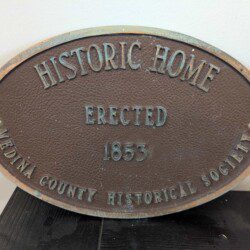 HISTORIC HOME
ERECTED
1853
MEDINA COUNTY HISTORICAL SOCIETY